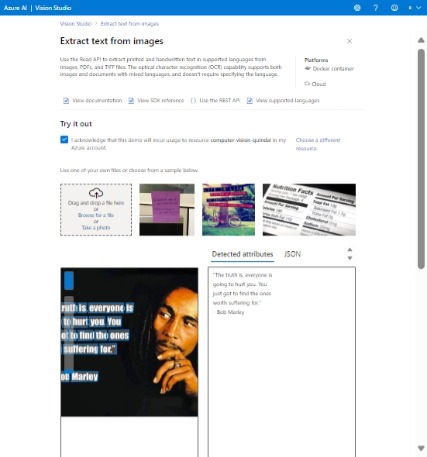 Azure AI | Vision Studio
Vision Studio > Extract text from images
Extract text from images
Use the Read API to extract printed and handwritten text in supported languages from
images, PDFs, and TIFF files. The optical character recognition (OCR) capability supports both
images and documents with mixed languages, and doesn't require specifying the language.
Platforms
Docker container
Cloud
View documentation
View SDK reference
{} Use the REST API
View supported languages
Try it out
I acknowledge that this demo will incur usage to resource computer-vision-quindai in my
Azure account.
Choose a different
resource
Use one of your own files or choose from a sample below.
Drag and drop a file here
or
Browse for a file
or
Take a photo
Nutrition Facts
Amount Per Serving
Detected attributes
JSON
ruth is, everyone is
to hurt you. You
ot to find the ones
suffering for."
ob Marley
"The truth is, everyone is
going to hurt you. You
just got to find the ones
worth suffering for."
Bob Marley